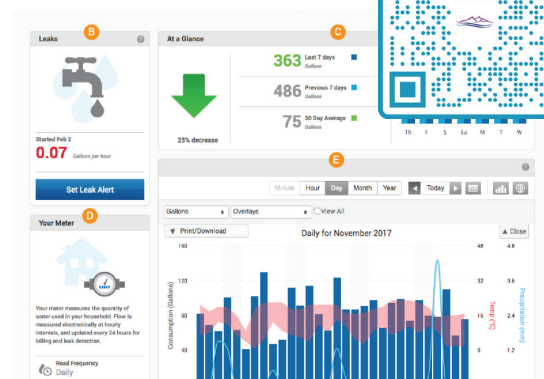 B
Leaks
Started Feb 2
0.07 Gallons per hour
Set Leak Alert
D
Your Meter
Your meter measures the quantity of
water used in your household. Flow is
measured electronically at hourly
intervals, and updated every 24 hours for
billing and leak detection.
Read Frequency
Daily
C
At a Glance
25% decrease
363 Last 7 days
Gallons
486 Previous 7 days
Gallons
75 30 Day Average
Gallons
Th F S Su M T W
E
Minute Hour Day Month Year Today
Gallons Overlays View All
Print/Download Daily for November 2017 Close
Consumption (Gallons)
160
120
80
40
48
32
16
0
Temp (°C)
4.8
3.6
2.4
1.2
Precipitation (mm)